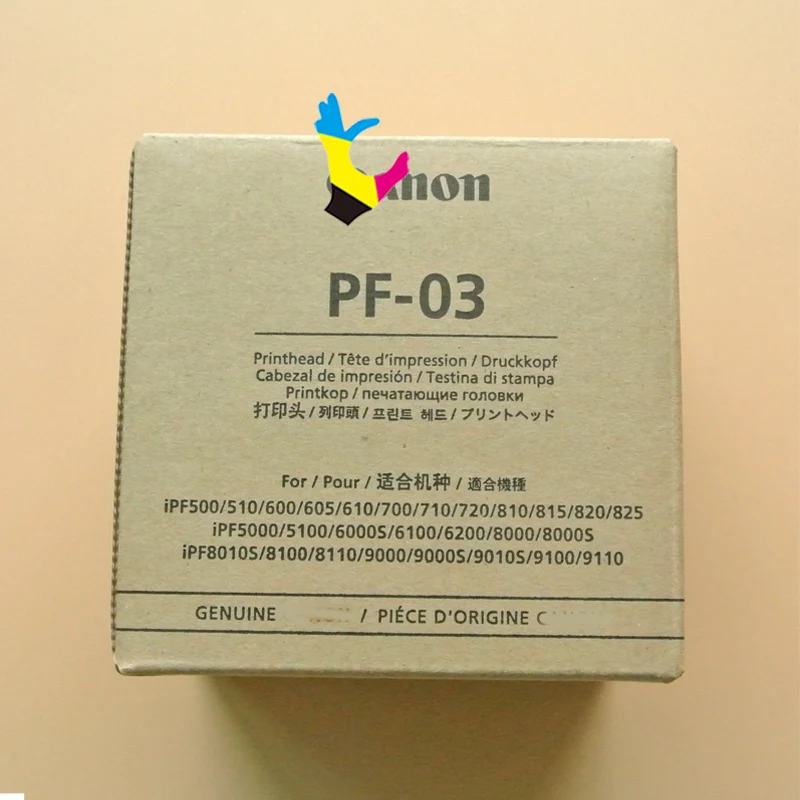 Canon
PF-03
Printhead / Tête d'impression / Druckkopf
Cabezal de impresión / Testina di stampa
Printkop / печатающие головки
打印头 / 列印頭 / 프린트 헤드 / プリントヘッド
For / Pour / 适合机种 / 適合機種
iPF500/510/600/605/610/700/710/720/810/815/820/825
iPF5000/5100/6000S/6100/6200/8000/8000S
iPF8010S/8100/8110/9000/9000S/9010S/9100/9110
GENUINE / PIÉCE D'ORIGINE C